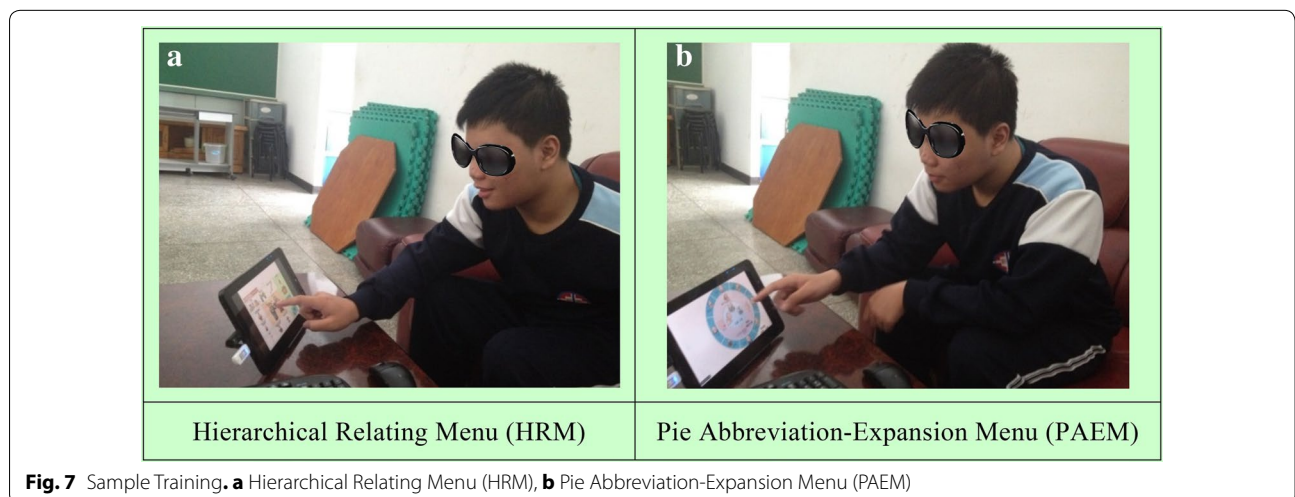 a
b
Hierarchical Relating Menu (HRM)
Pie Abbreviation-Expansion Menu (PAEM)
Fig. 7 Sample Training. a Hierarchical Relating Menu (HRM), b Pie Abbreviation-Expansion Menu (PAEM)